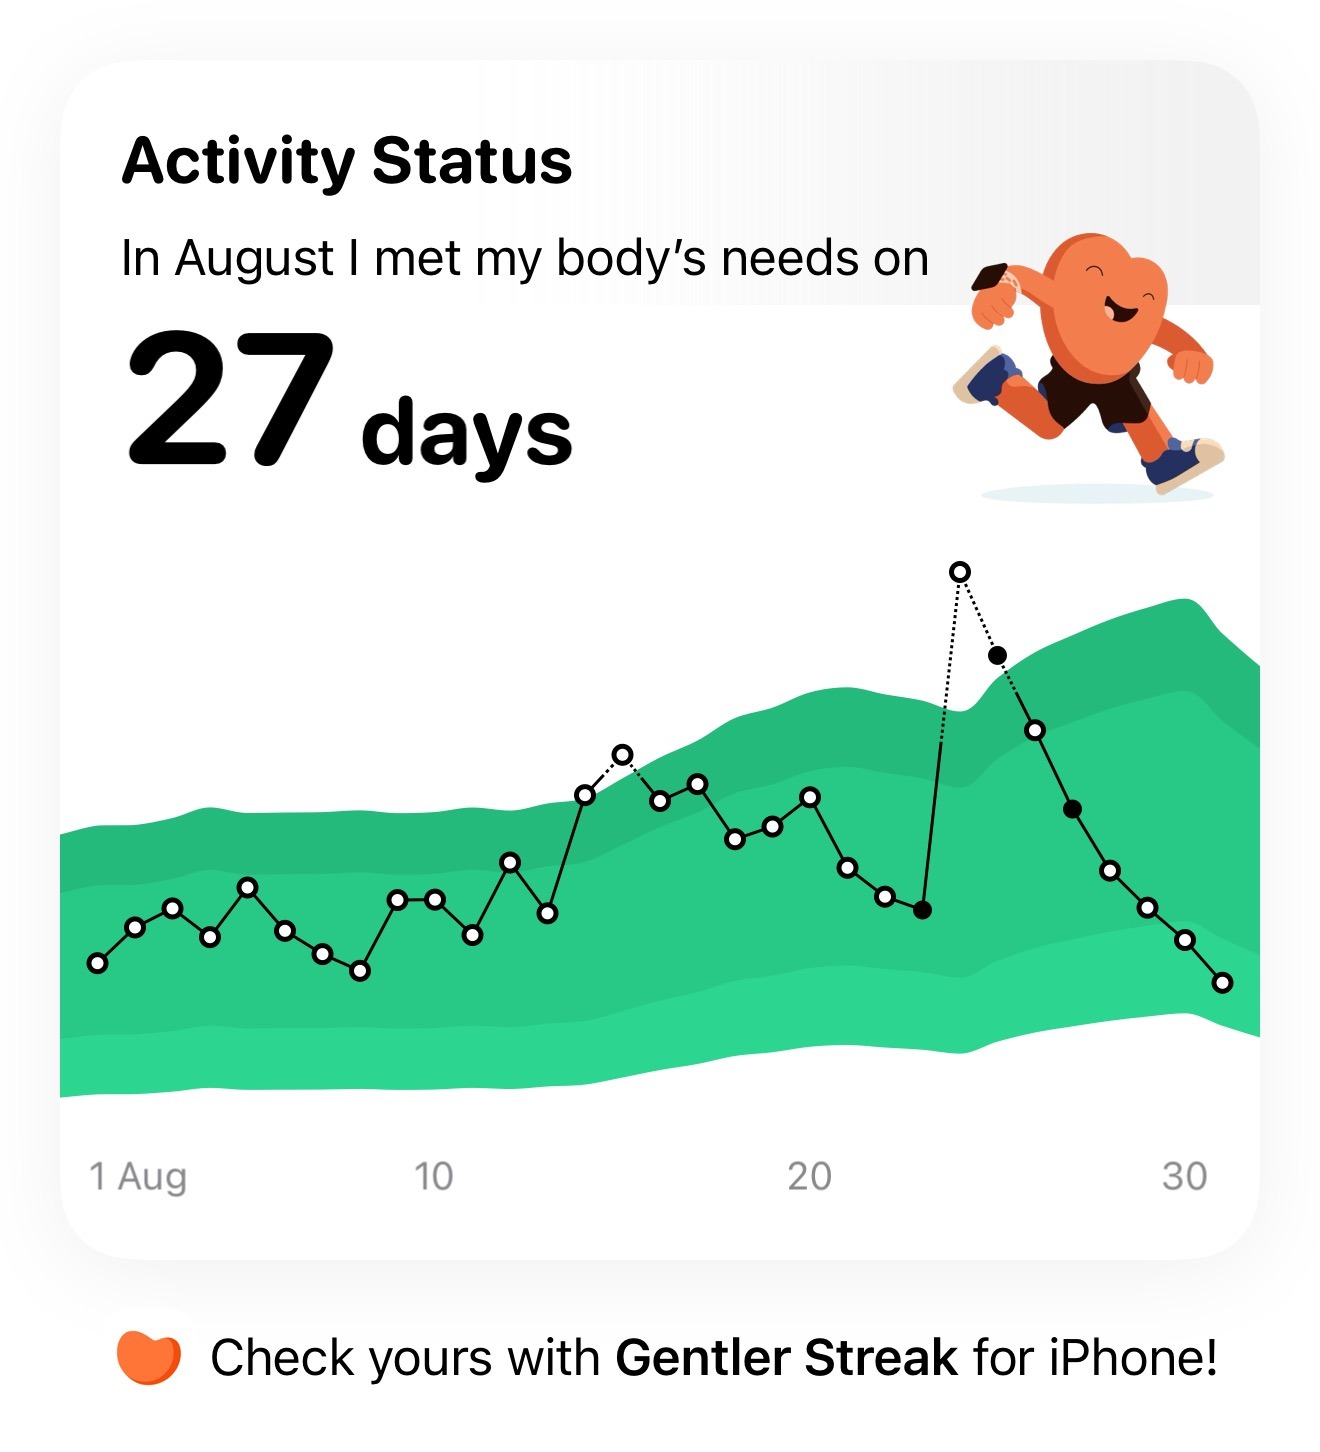 Activity Status
In August I met my body’s needs on
27 days
1 Aug 10 20 30
Check yours with Gentler Streak for iPhone!